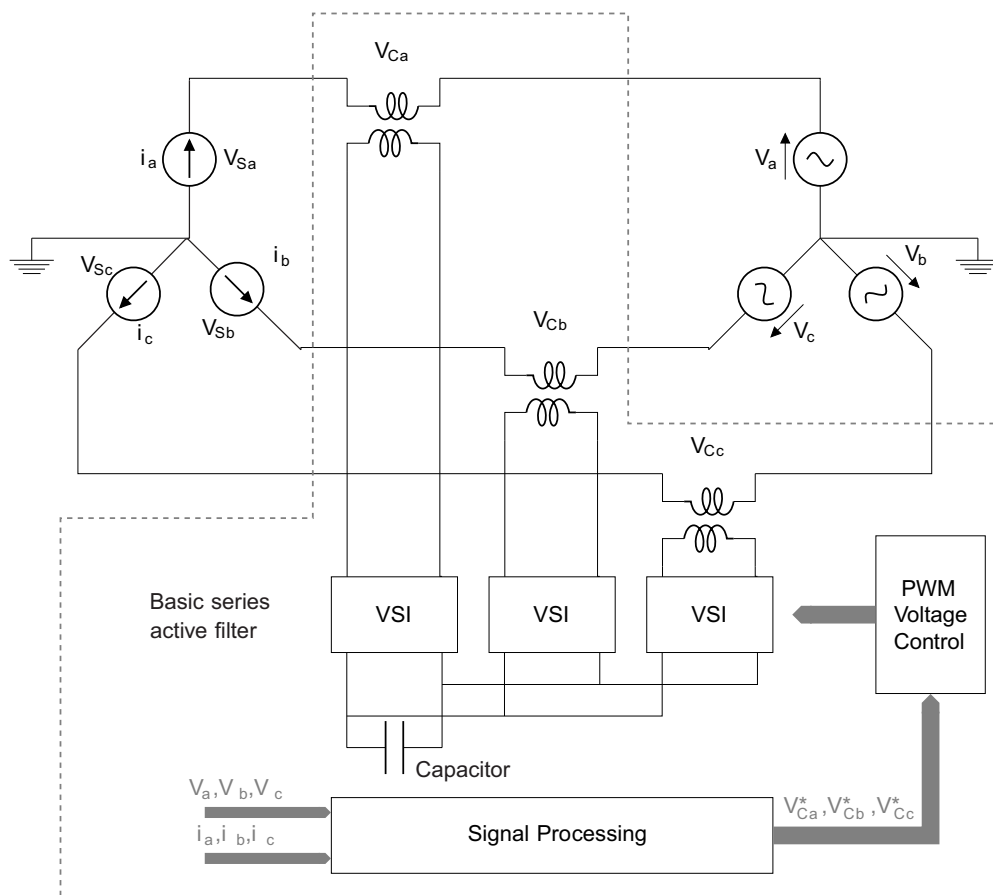 V_Ca
i_a
V_Sa
V_a
V_Sc
i_b
V_b
i_c
V_Sb
V_Cb
V_c
V_Cc
Basic series
active filter
VSI
VSI
VSI
PWM
Voltage
Control
Capacitor
V_a,V_b,V_c
i_a,i_b,i_c
Signal Processing
V*_Ca,V*_Cb,V*_Cc